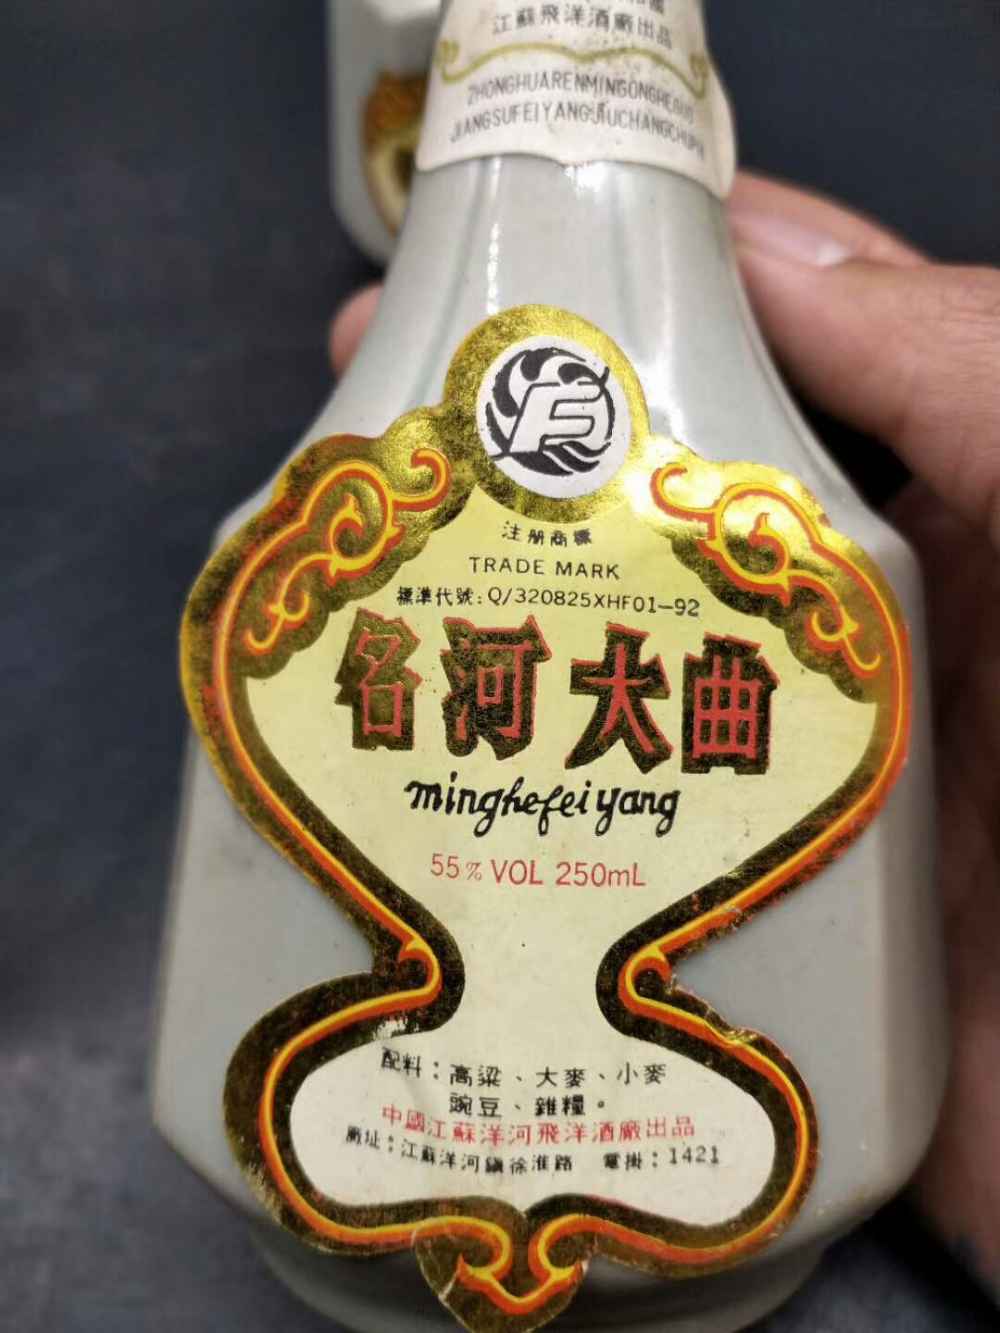 江蘇飛洋酒廠出品
ZHONGHUARENMINGONGHEGUO
JIANGSUFEIYANGJIUCHANGCHUPIN
注册商標
TRADE MARK
標準代號:Q/320825XHF01-92
名河大曲
minghefeiyang
55% VOL 250mL
配料:高粱、大麥、小麥
豌豆、雜糧。
中國江蘇洋河飛洋酒廠出品
廠址:江蘇洋河鎮徐淮路 電掛:1421